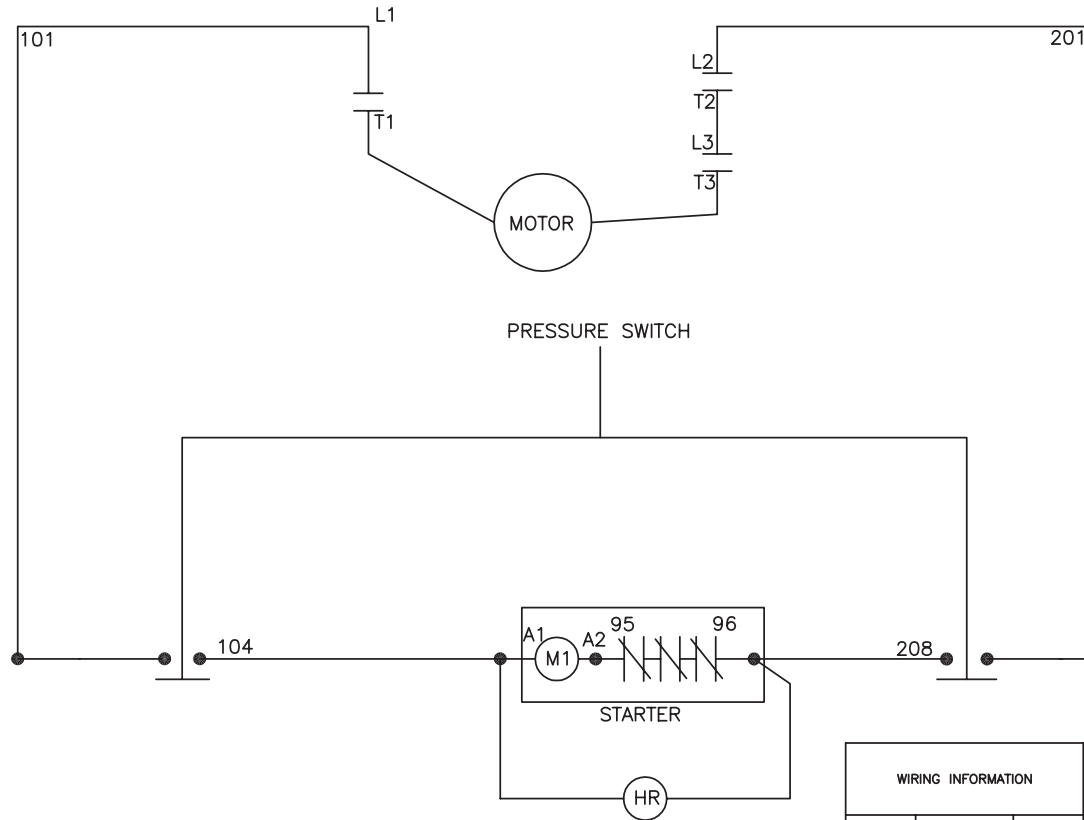 L1
101
201
L2
T2
T1
L3
T3
MOTOR
PRESSURE SWITCH
95
96
104
A1
A2
208
M1
STARTER
WIRING INFORMATION
HR